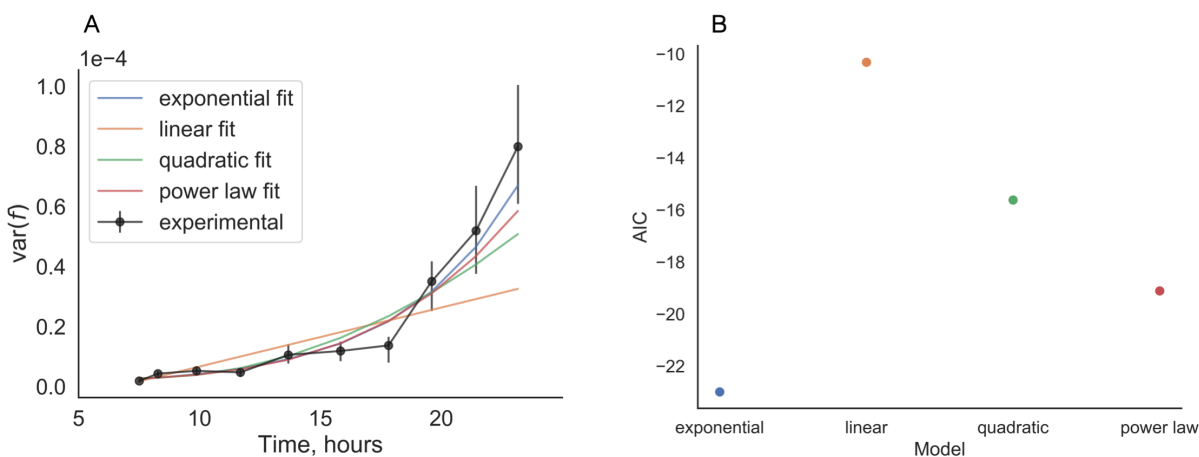 A
1e−4
1.0
0.8
0.6
0.4
0.2
0.0
var(f)
exponential fit
linear fit
quadratic fit
power law fit
experimental
5
10
15
20
Time, hours
B
−10
−12
−14
−16
−18
−20
−22
AIC
exponential
linear
quadratic
power law
Model